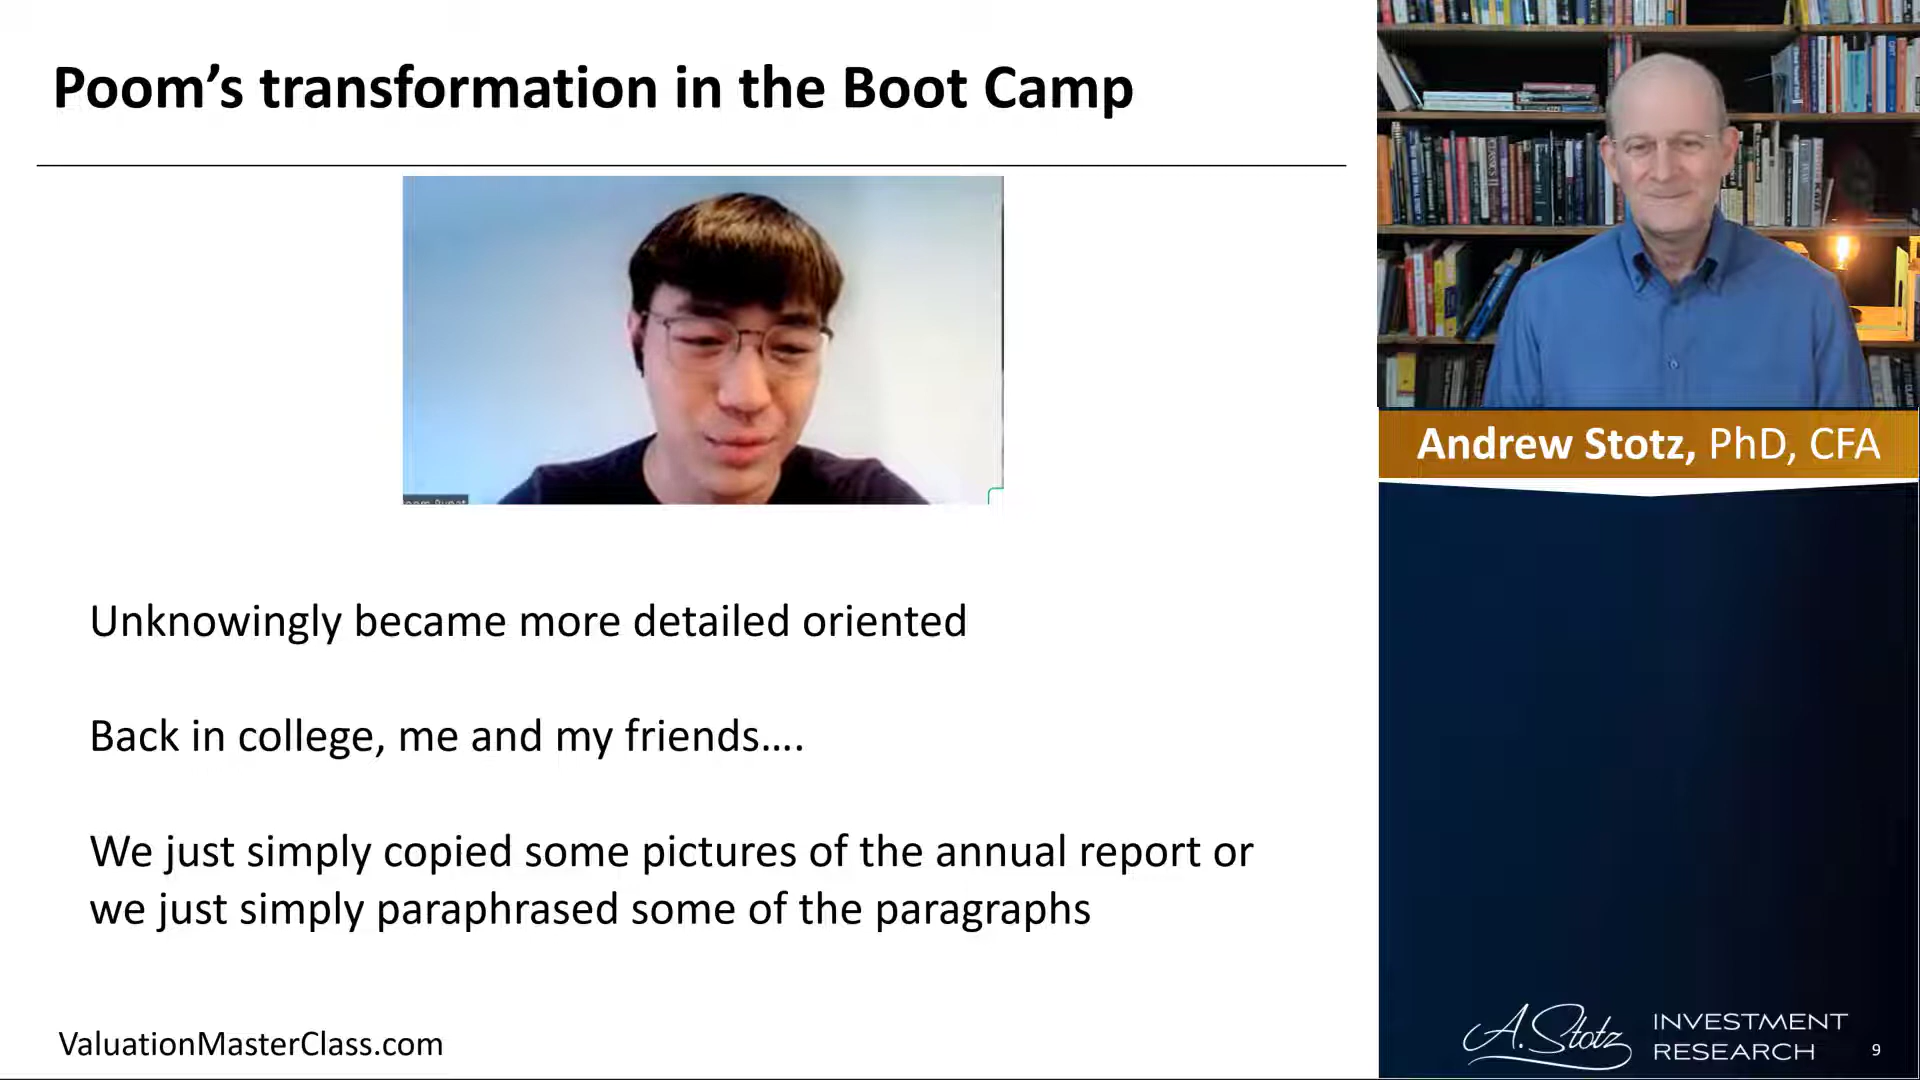 Poom's transformation in the Boot Camp
Unknowingly became more detailed oriented
Back in college, me and my friends....
We just simply copied some pictures of the annual report or
we just simply paraphrased some of the paragraphs
ValuationMasterClass.com
Andrew Stotz, PhD, CFA
A. Stotz
INVESTMENT
RESEARCH
9